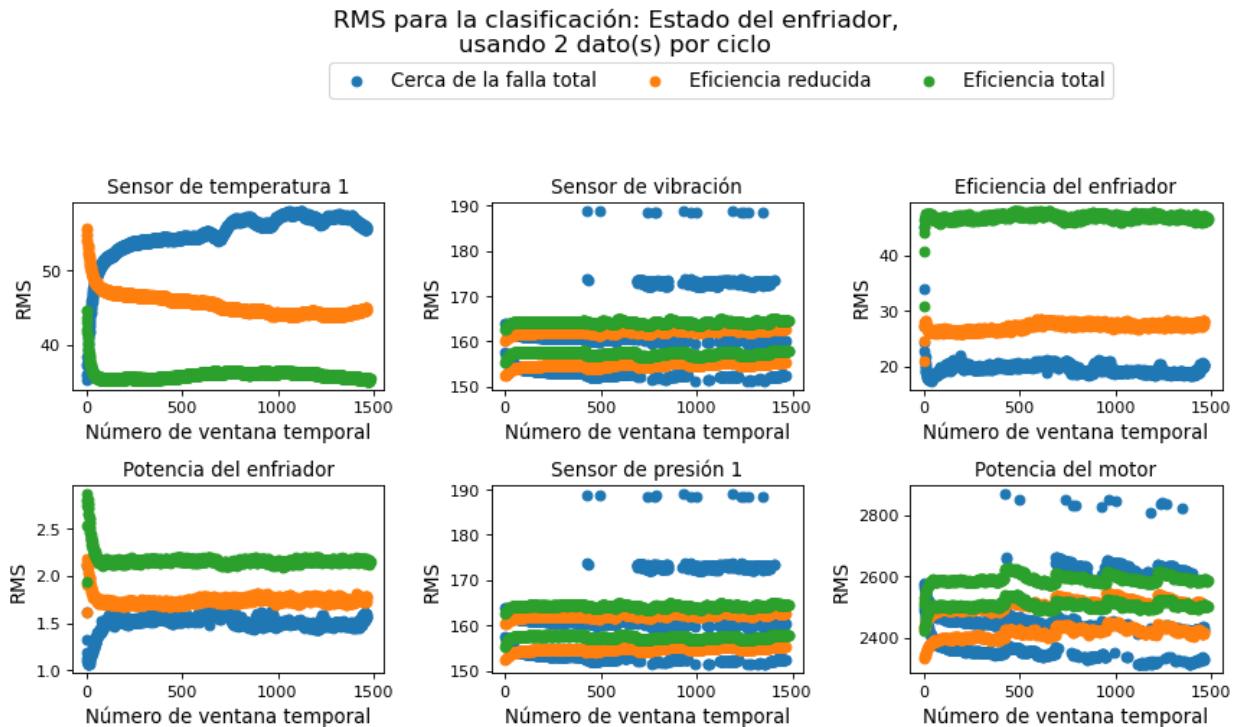 RMS para la clasificación: Estado del enfriador,
usando 2 dato(s) por ciclo
Cerca de la falla total
Eficiencia reducida
Eficiencia total
Sensor de temperatura 1
RMS
50
40
0
500
1000
1500
Número de ventana temporal
Sensor de vibración
RMS
190
180
170
160
150
0
500
1000
1500
Número de ventana temporal
Eficiencia del enfriador
RMS
40
30
20
0
500
1000
1500
Número de ventana temporal
Potencia del enfriador
RMS
2.5
2.0
1.5
1.0
0
500
1000
1500
Número de ventana temporal
Sensor de presión 1
RMS
190
180
170
160
150
0
500
1000
1500
Número de ventana temporal
Potencia del motor
RMS
2800
2600
2400
0
500
1000
1500
Número de ventana temporal